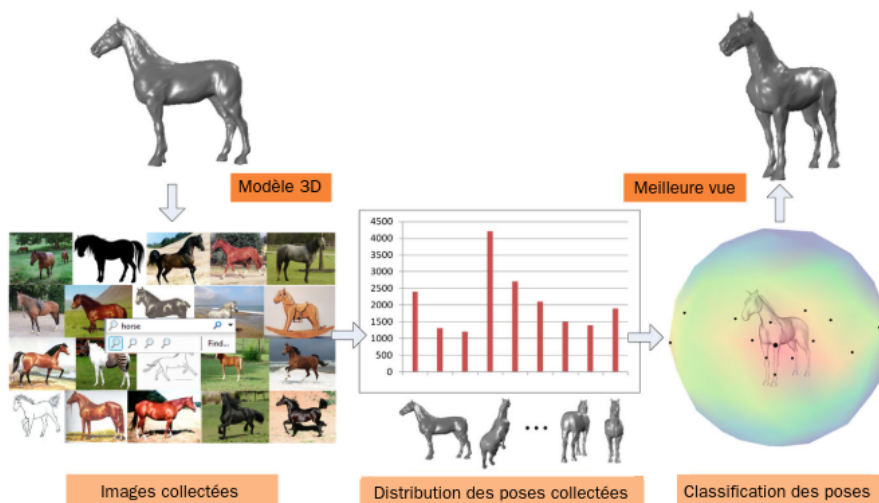 Modèle 3D
Meilleure vue
horse
Find...
4500
4000
3500
3000
2500
2000
1500
1000
500
0
Images collectées
Distribution des poses collectées
Classification des poses